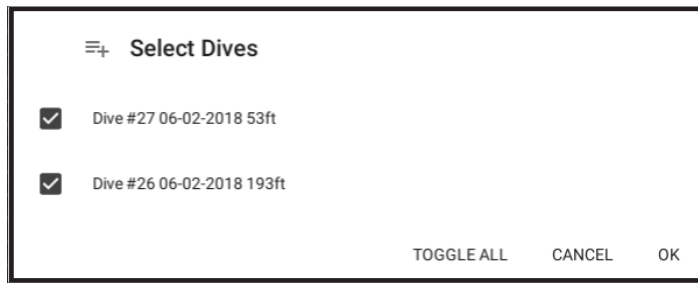 Select Dives
Dive #27 06-02-2018 53ft
Dive #26 06-02-2018 193ft
TOGGLE ALL CANCEL OK